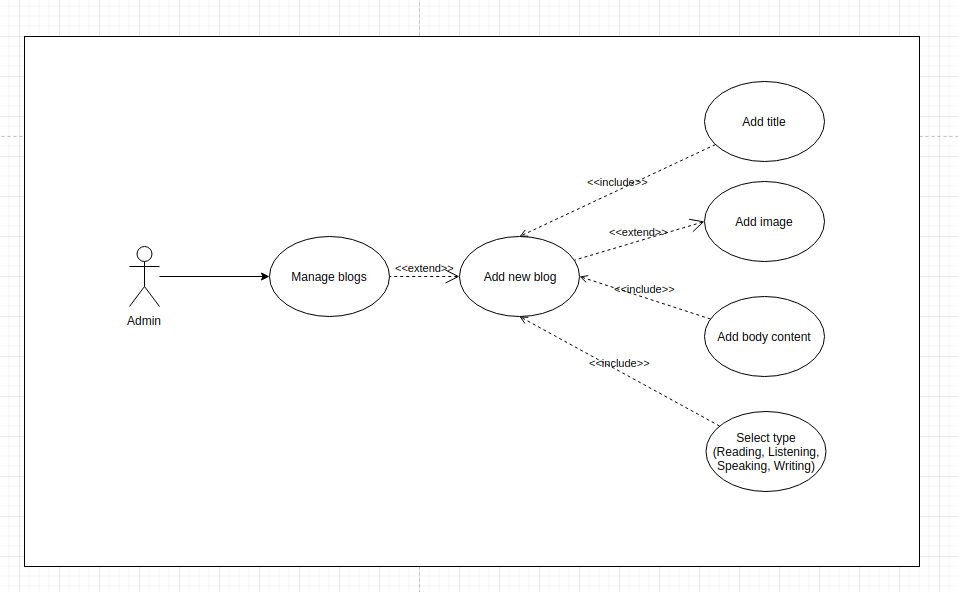 Add title
<<include>>
Add image
<<extend>>
Admin
Manage blogs
<<extend>>
Add new blog
<<include>>
Add body content
<<include>>
Select type
(Reading, Listening,
Speaking, Writing)